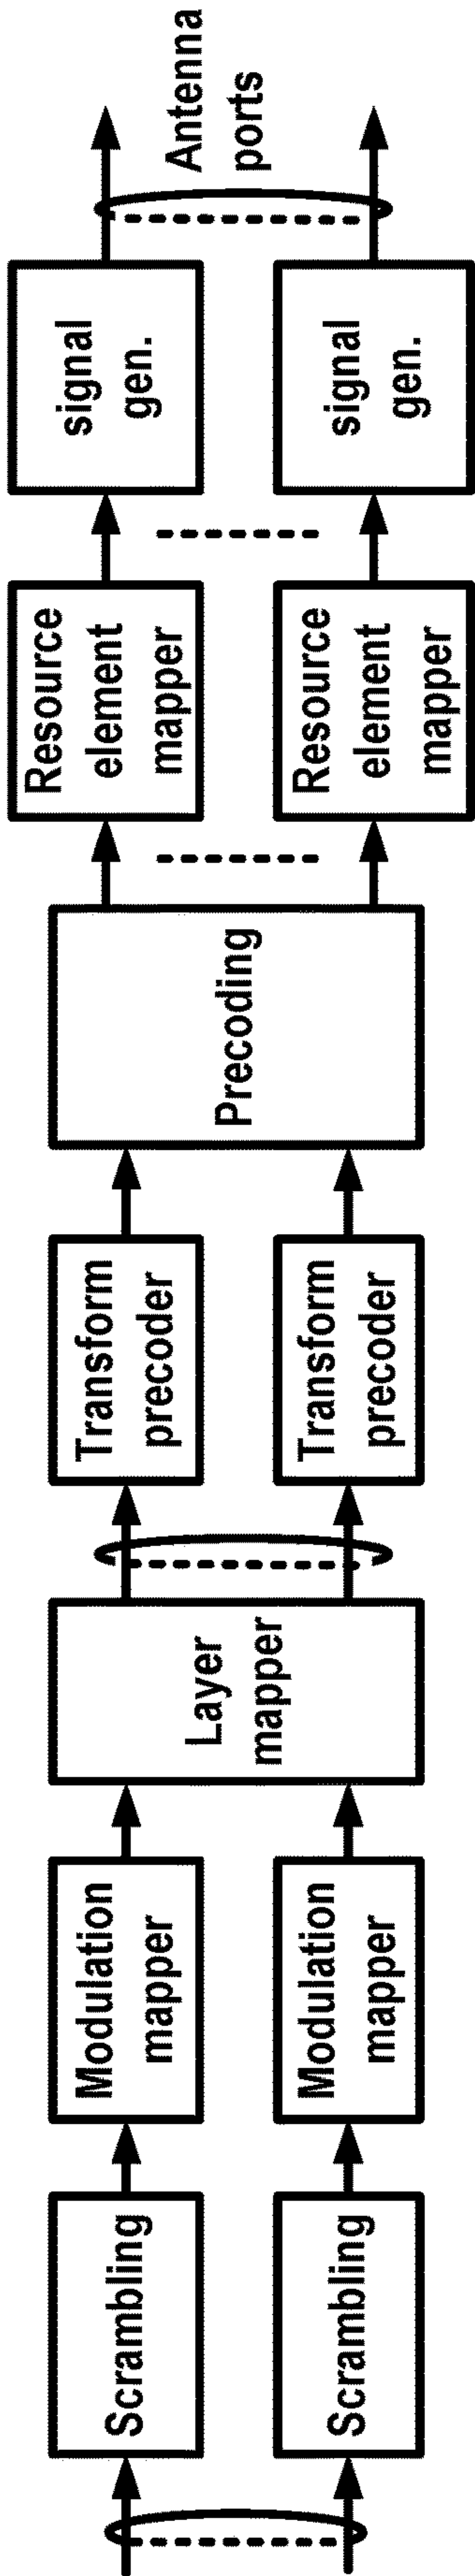 Scrambling
Scrambling
Modulation
mapper
Modulation
mapper
Layer
mapper
Transform
precoder
Transform
precoder
Precoding
Resource
element
mapper
Resource
element
mapper
signal
gen.
signal
gen.
Antenna
ports